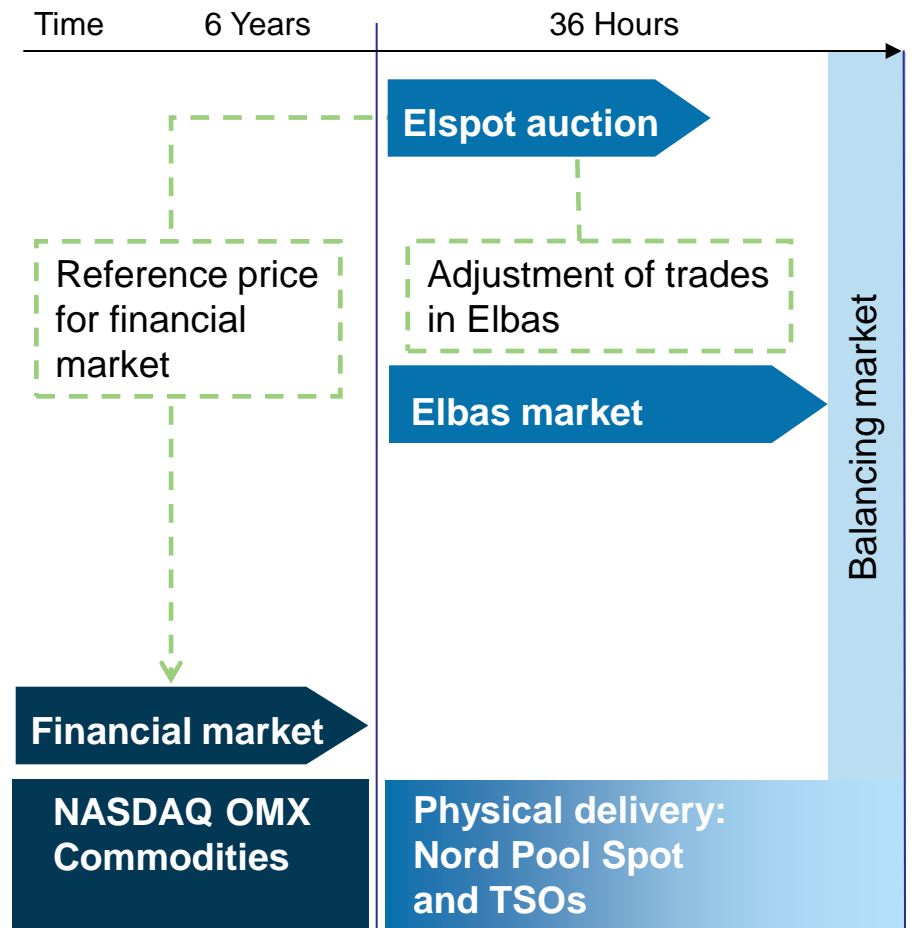 Time 6 Years 36 Hours
Elspot auction
Reference price
for financial
market
Adjustment of trades
in Elbas
Elbas market
Balancing market
Financial market
NASDAQ OMX
Commodities
Physical delivery:
Nord Pool Spot
and TSOs